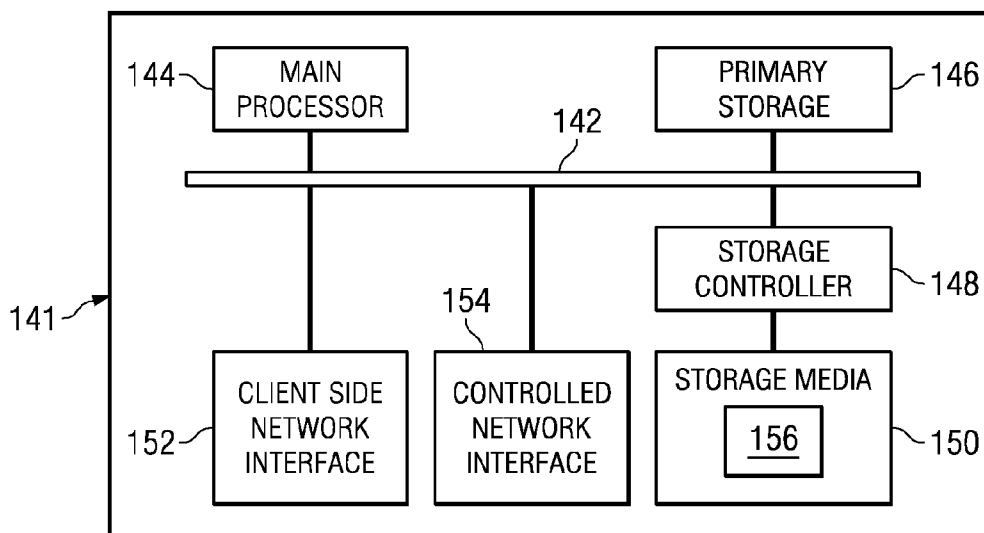 144
MAIN
PROCESSOR
PRIMARY
STORAGE
146
142
STORAGE
CONTROLLER
148
141
154
152
CLIENT SIDE
NETWORK
INTERFACE
CONTROLLED
NETWORK
INTERFACE
STORAGE MEDIA
156
150